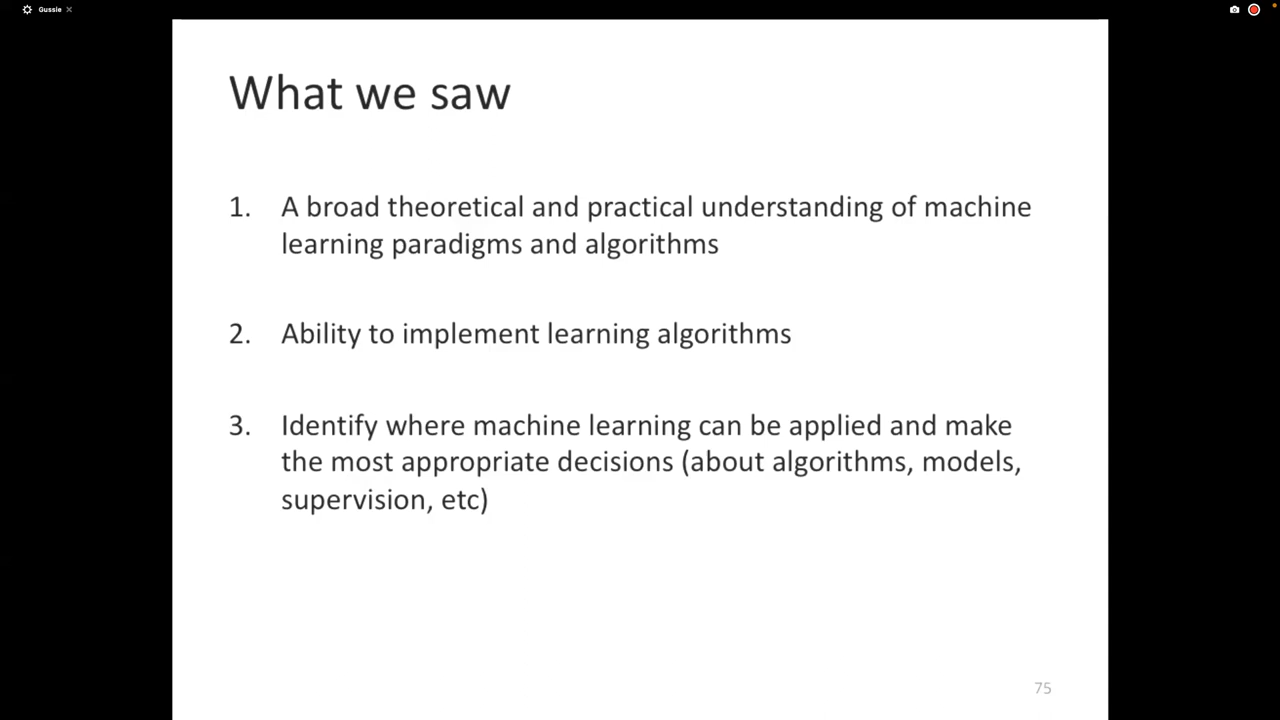 Gussie
What we saw
1. A broad theoretical and practical understanding of machine
learning paradigms and algorithms
2. Ability to implement learning algorithms
3. Identify where machine learning can be applied and make
the most appropriate decisions (about algorithms, models,
supervision, etc)
75